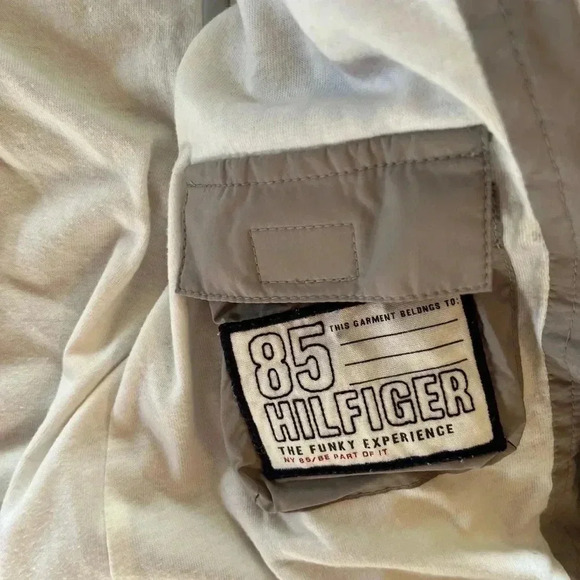 85
THIS GARMENT BELONGS TO:
HILFIGER
THE FUNKY EXPERIENCE
NY 85/BE PART OF IT